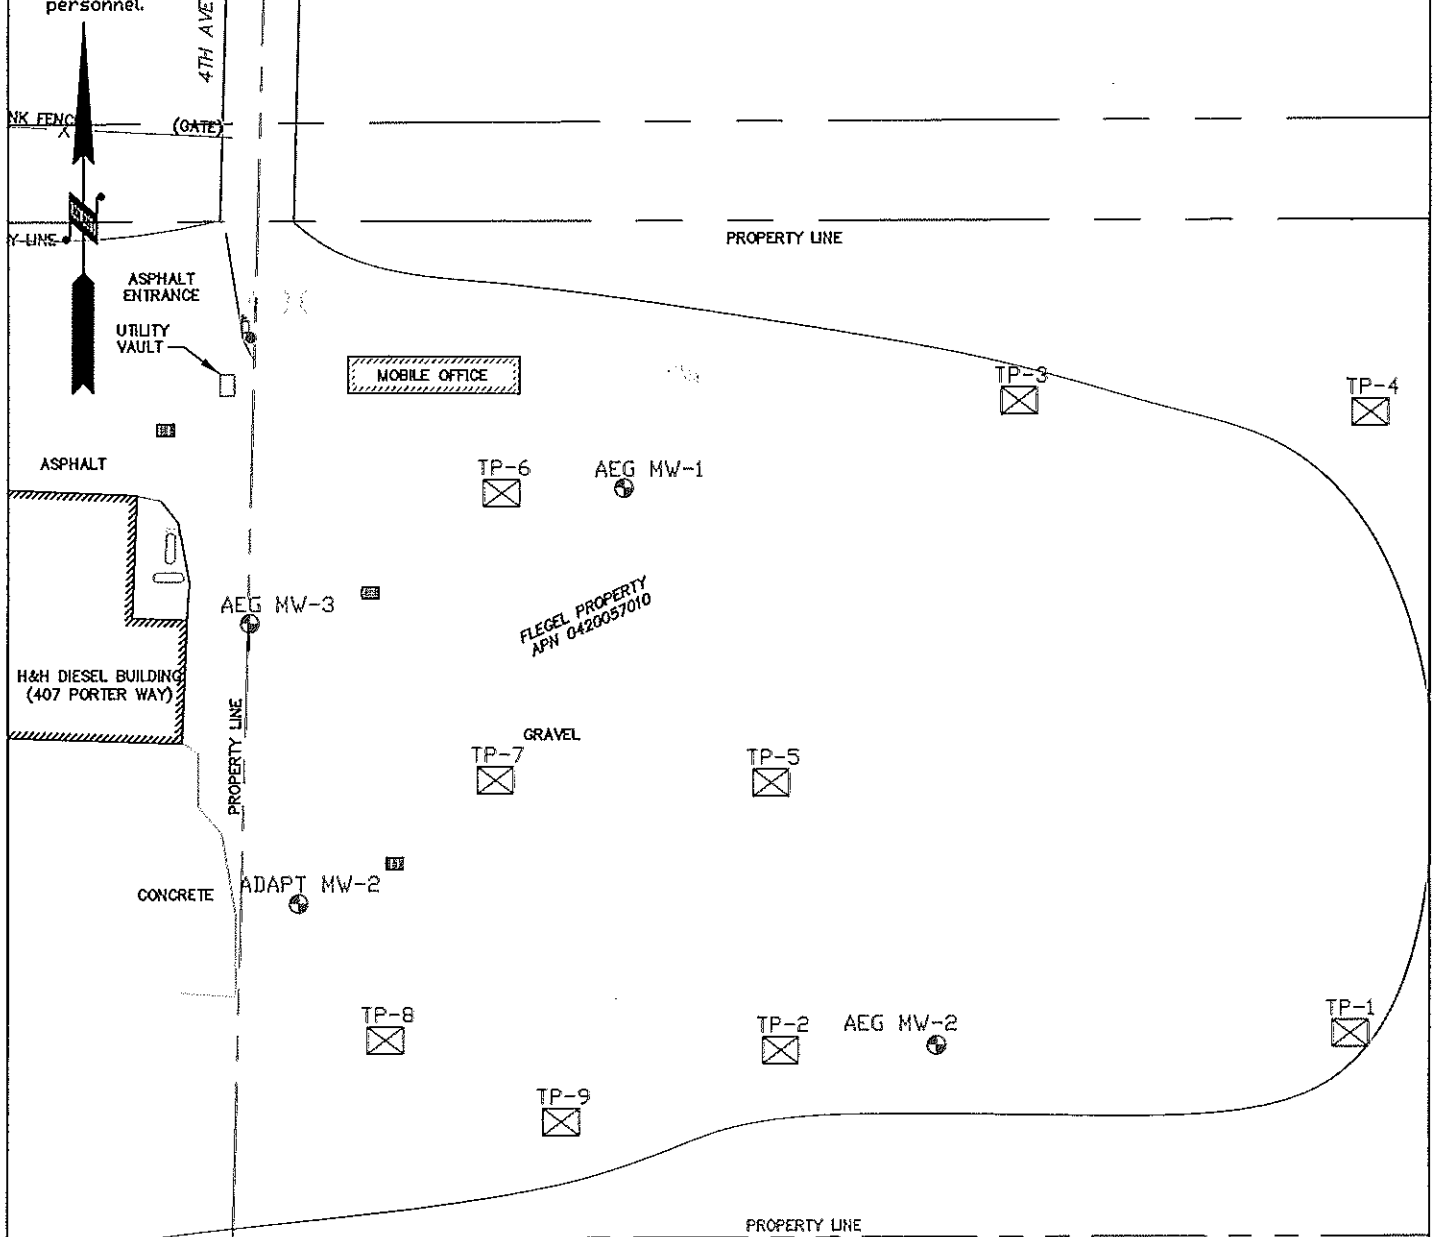 personnel.
4TH AVE
NK FENC
(GATE)
Y LINE
PROPERTY LINE
ASPHALT
ENTRANCE
UTILITY
VAULT
MOBILE OFFICE
TP-3
TP-4
ASPHALT
TP-6
AEG MW-1
AEG MW-3
FLEGEL PROPERTY
APN 0420057010
H&H DIESEL BUILDING
(407 PORTER WAY)
PROPERTY LINE
GRAVEL
TP-7
TP-5
CONCRETE
ADAPT MW-2
TP-8
TP-2
AEG MW-2
TP-1
TP-9
PROPERTY LINE